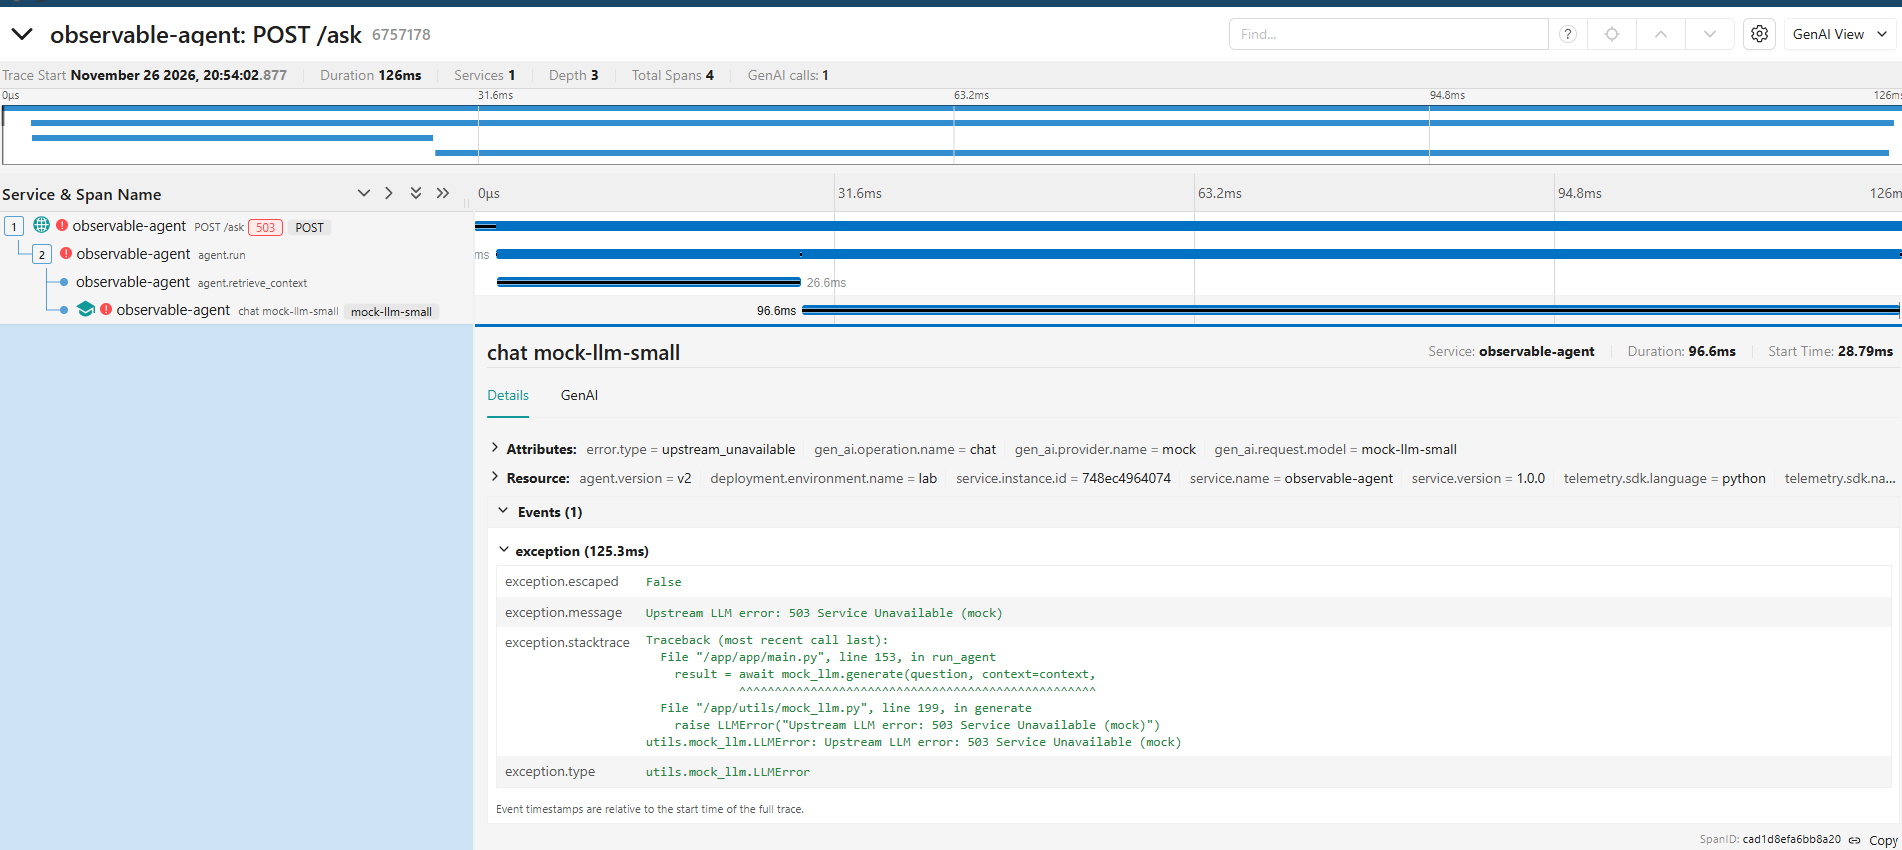 observable-agent: POST /ask 6757178 Find... ? GenAI View
Trace Start November 26 2026, 20:54:02.877 Duration 126ms Services 1 Depth 3 Total Spans 4 GenAI calls: 1
0μs 31.6ms 63.2ms 94.8ms 126ms
Service & Span Name 0μs 31.6ms 63.2ms 94.8ms 126m
1 observable-agent POST /ask 503 POST
2 observable-agent agent.run ms
observable-agent agent.retrieve_context 26.6ms
observable-agent chat mock-llm-small mock-llm-small 96.6ms
chat mock-llm-small Service: observable-agent Duration: 96.6ms Start Time: 28.79ms
Details GenAI
Attributes: error.type = upstream_unavailable gen_ai.operation.name = chat gen_ai.provider.name = mock gen_ai.request.model = mock-llm-small
Resource: agent.version = v2 deployment.environment.name = lab service.instance.id = 748ec4964074 service.name = observable-agent service.version = 1.0.0 telemetry.sdk.language = python telemetry.sdk.na...
Events (1)
exception (125.3ms)
exception.escaped False
exception.message Upstream LLM error: 503 Service Unavailable (mock)
exception.stacktrace Traceback (most recent call last):
File "/app/app/main.py", line 153, in run_agent
result = await mock_llm.generate(question, context=context,
^^^^^^^^^^^^^^^^^^^^^^^^^^^^^^^^^^^^^^^^^^^^^^^^^^
File "/app/utils/mock_llm.py", line 199, in generate
raise LLMError("Upstream LLM error: 503 Service Unavailable (mock)")
utils.mock_llm.LLMError: Upstream LLM error: 503 Service Unavailable (mock)
exception.type utils.mock_llm.LLMError
Event timestamps are relative to the start time of the full trace.
SpanID: cad1d8efa6bb8a20 Copy